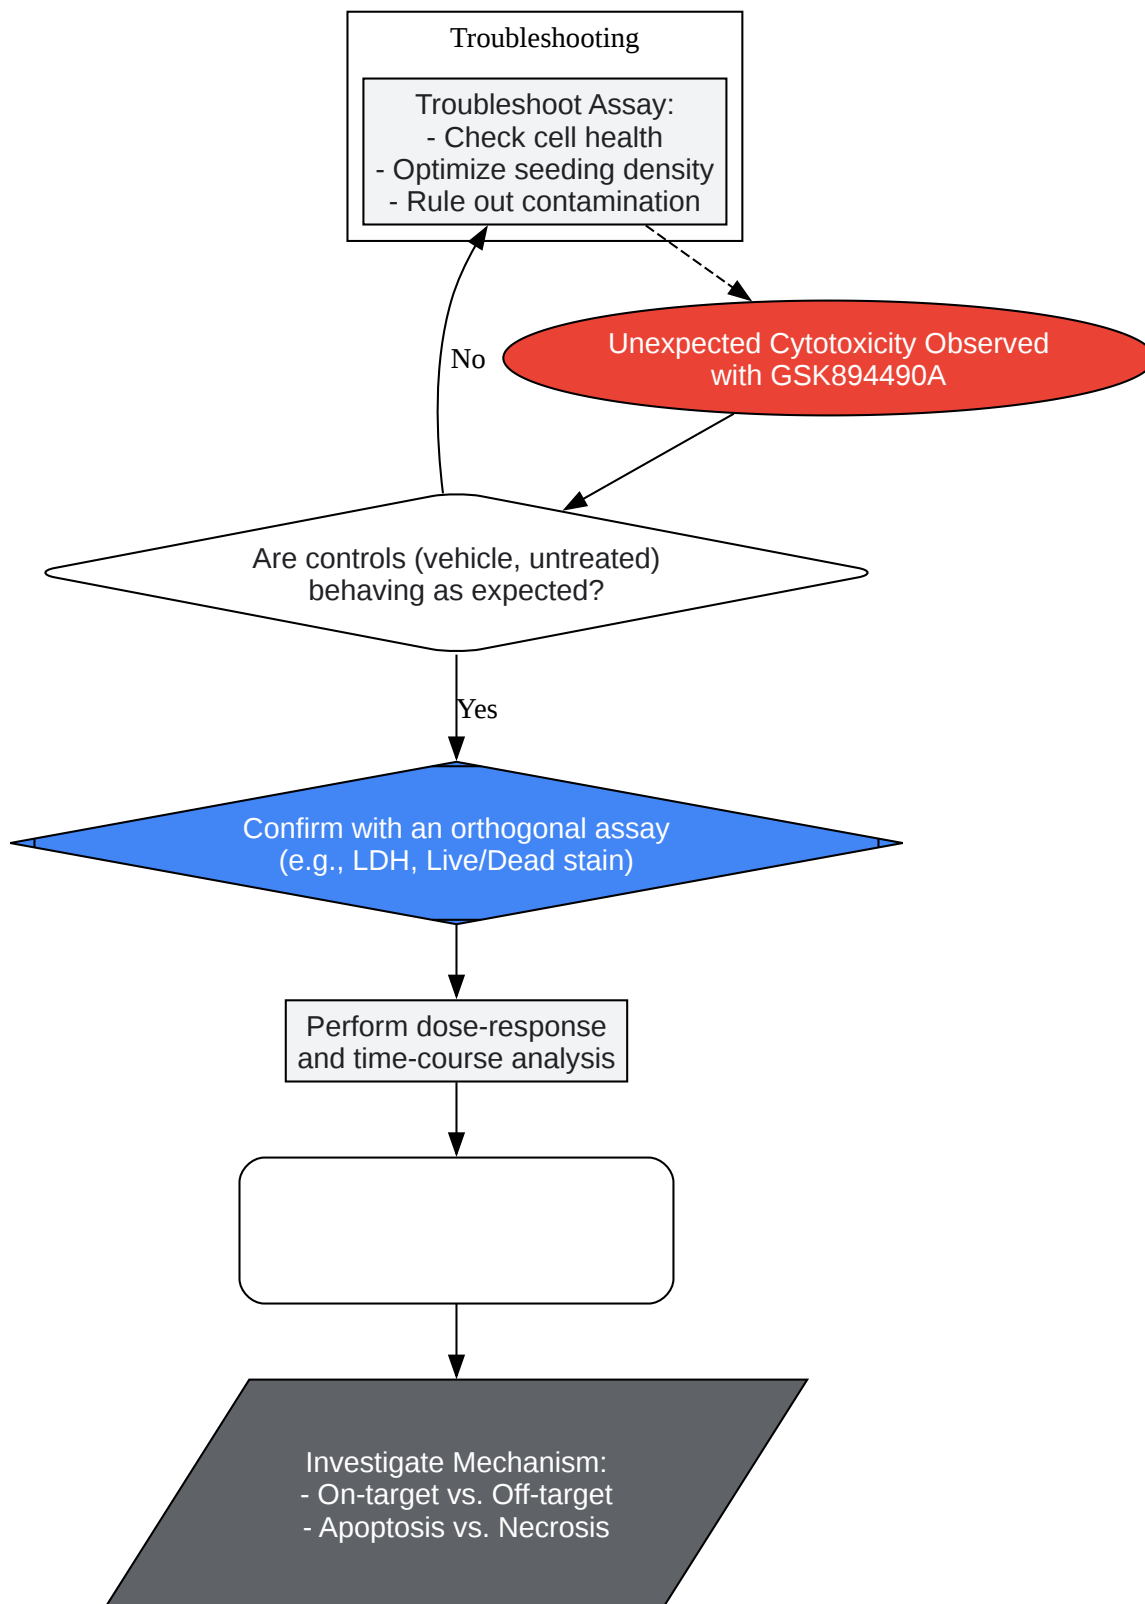 Troubleshooting
Troubleshoot Assay:
- Check cell health
- Optimize seeding density
- Rule out contamination
Unexpected Cytotoxicity Observed
with GSK894490A
No
Are controls (vehicle, untreated)
behaving as expected?
Yes
Confirm with an orthogonal assay
(e.g., LDH, Live/Dead stain)
Perform dose-response
and time-course analysis
Investigate Mechanism:
- On-target vs. Off-target
- Apoptosis vs. Necrosis